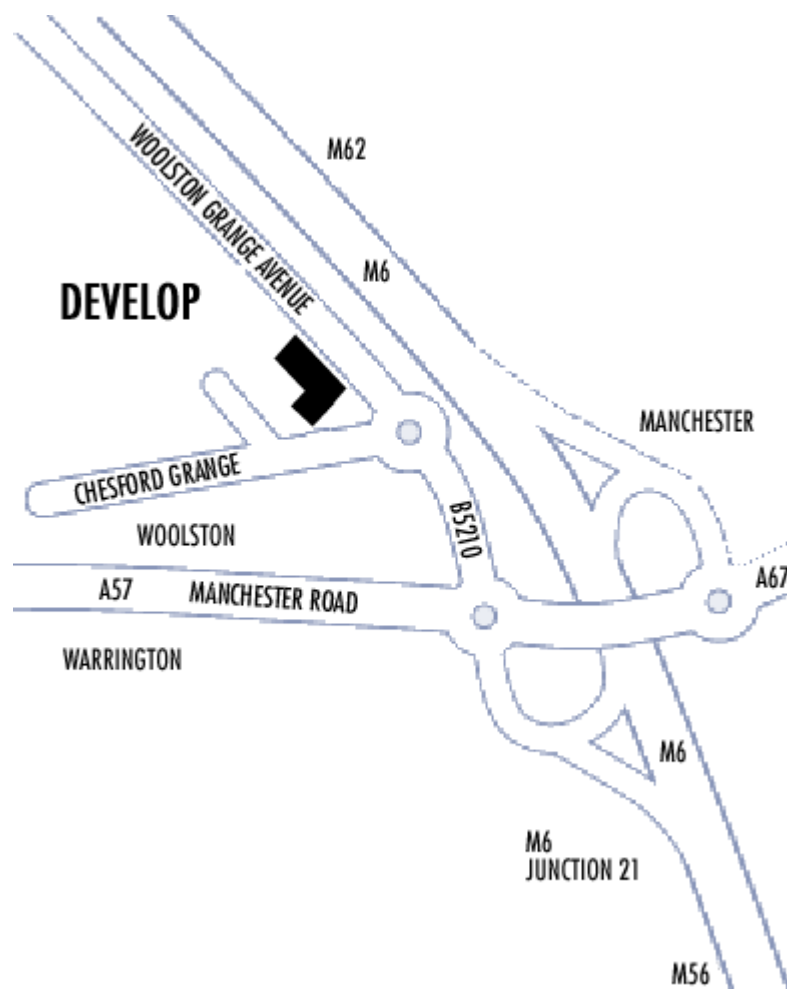 M62
WOOLSTON GRANGE AVENUE
M6
DEVELOP
MANCHESTER
CHESFORD GRANGE
B5210
WOOLSTON
A57
MANCHESTER ROAD
A67
WARRINGTON
M6
M6
JUNCTION 21
M56